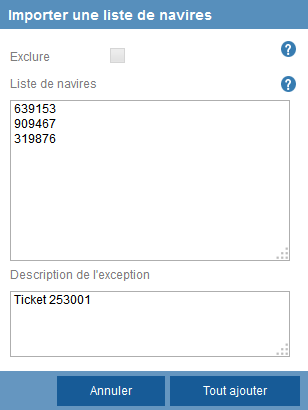 Importer une liste de navires
Exclure
?
Liste de navires
?
639153
909467
319876
Description de l'exception
Ticket 253001
Annuler
Tout ajouter